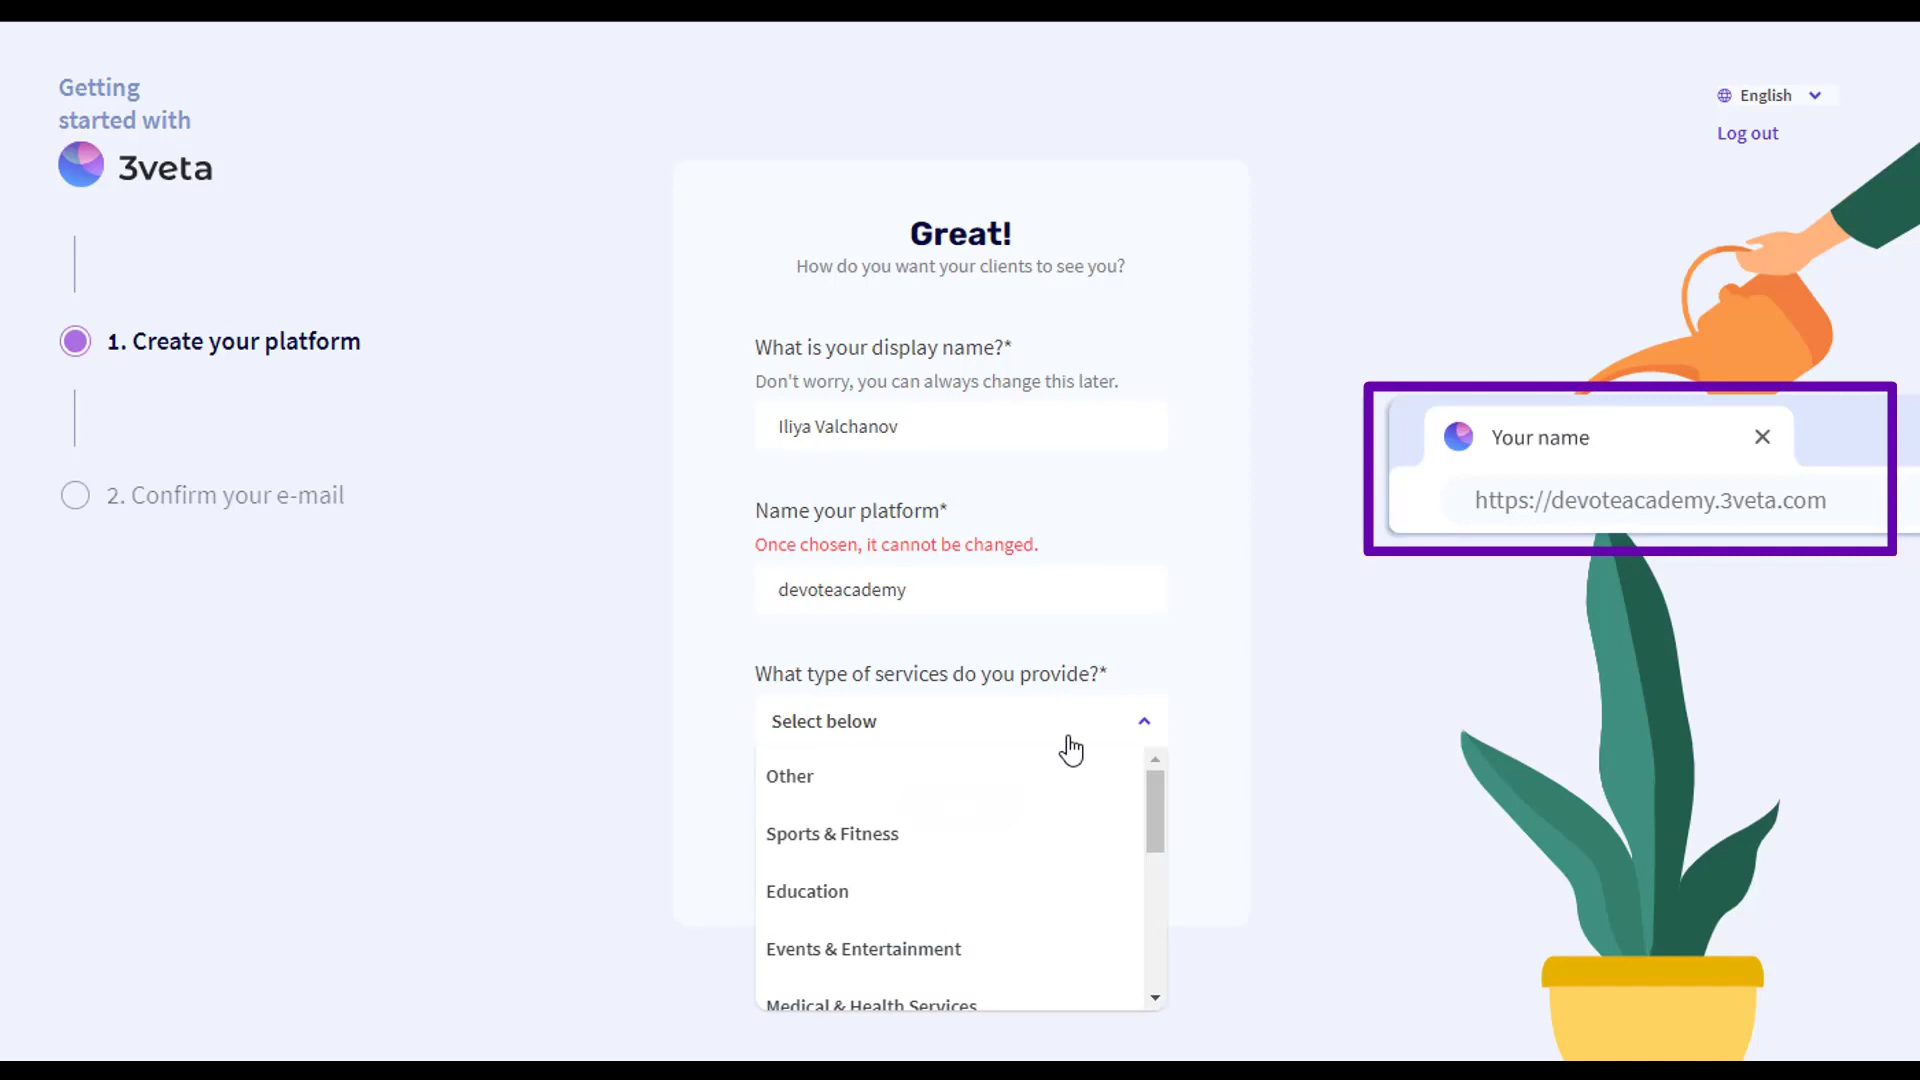 Getting
started with
3veta
1. Create your platform
2. Confirm your e-mail
English
Log out
Great!
How do you want your clients to see you?
What is your display name?*
Don't worry, you can always change this later.
Iliya Valchanov
Name your platform*
Once chosen, it cannot be changed.
devoteacademy
What type of services do you provide?*
Select below
Other
Sports & Fitness
Education
Events & Entertainment
Medical & Health Services
Your name
https://devoteacademy.3veta.com